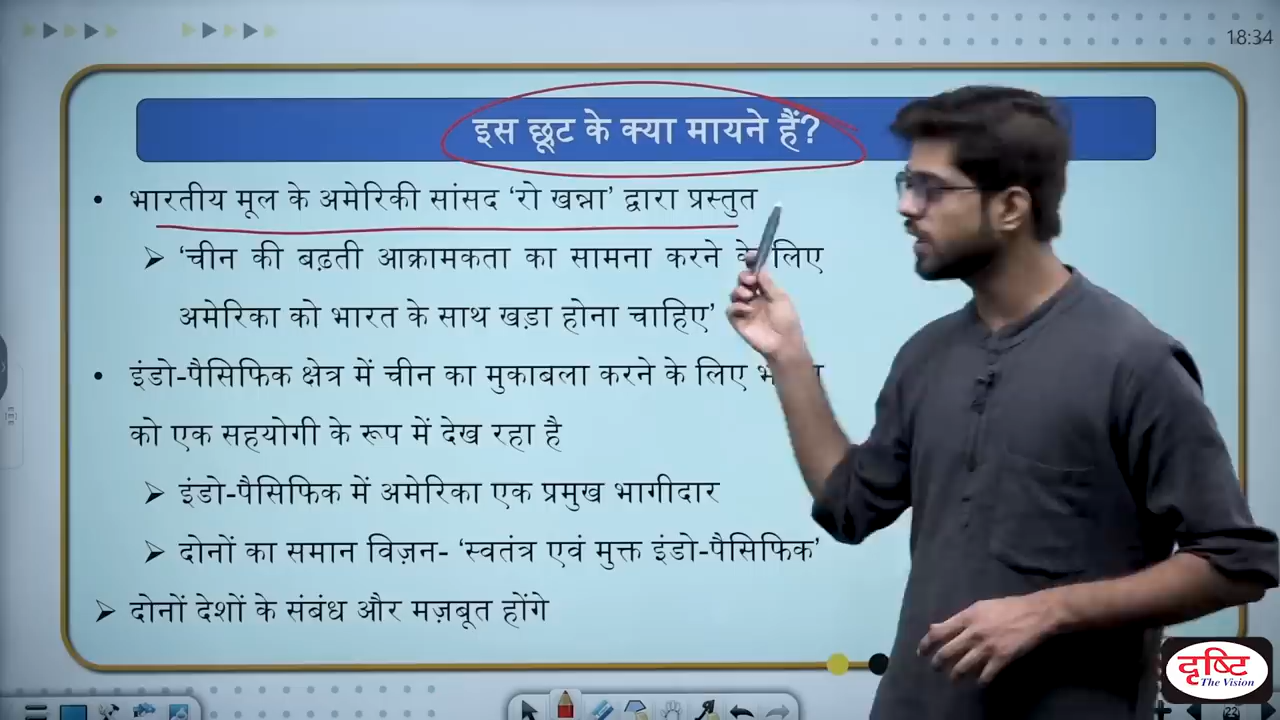 18:34
इस छूट के क्या मायने हैं?
• भारतीय मूल के अमेरिकी सांसद ‘रो खन्ना’ द्वारा प्रस्तुत
➢ ‘चीन की बढ़ती आक्रामकता का सामना करने के लिए
अमेरिका को भारत के साथ खड़ा होना चाहिए’
• इंडो-पैसिफिक क्षेत्र में चीन का मुकाबला करने के लिए
को एक सहयोगी के रूप में देख रहा है
➢ इंडो-पैसिफिक में अमेरिका एक प्रमुख भागीदार
➢ दोनों का समान विज़न- ‘स्वतंत्र एवं मुक्त इंडो-पैसिफिक’
➢ दोनों देशों के संबंध और मज़बूत होंगे
दृष्टि
The Vision
22